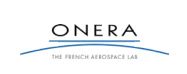 ONERA
THE FRENCH AEROSPACE LAB